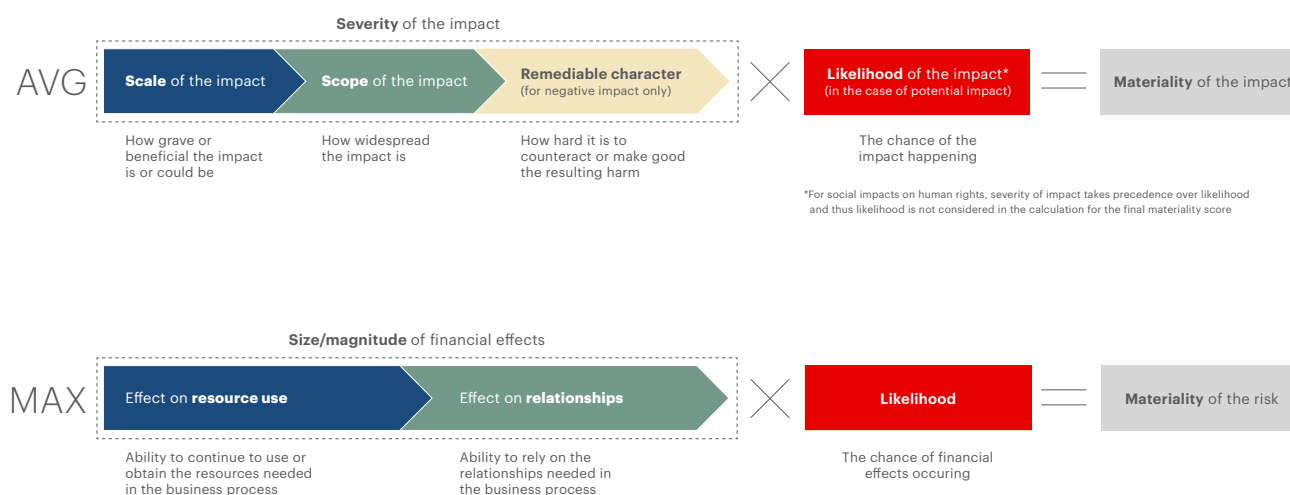 Severity of the impact
AVG
Scale of the impact
Scope of the impact
Remediable character
(for negative impact only)
Likelihood of the impact*
(in the case of potential impact)
Materiality of the impact
How grave or
beneficial the impact
is or could be
How widespread
the impact is
How hard it is to
counteract or make good
the resulting harm
The chance of the
impact happening
*For social impacts on human rights, severity of impact takes precedence over likelihood
and thus likelihood is not considered in the calculation for the final materiality score
Size/magnitude of financial effects
MAX
Effect on resource use
Effect on relationships
Likelihood
Materiality of the risk
Ability to continue to use or
obtain the resources needed
in the business process
Ability to rely on the
relationships needed in
the business process
The chance of financial
effects occuring